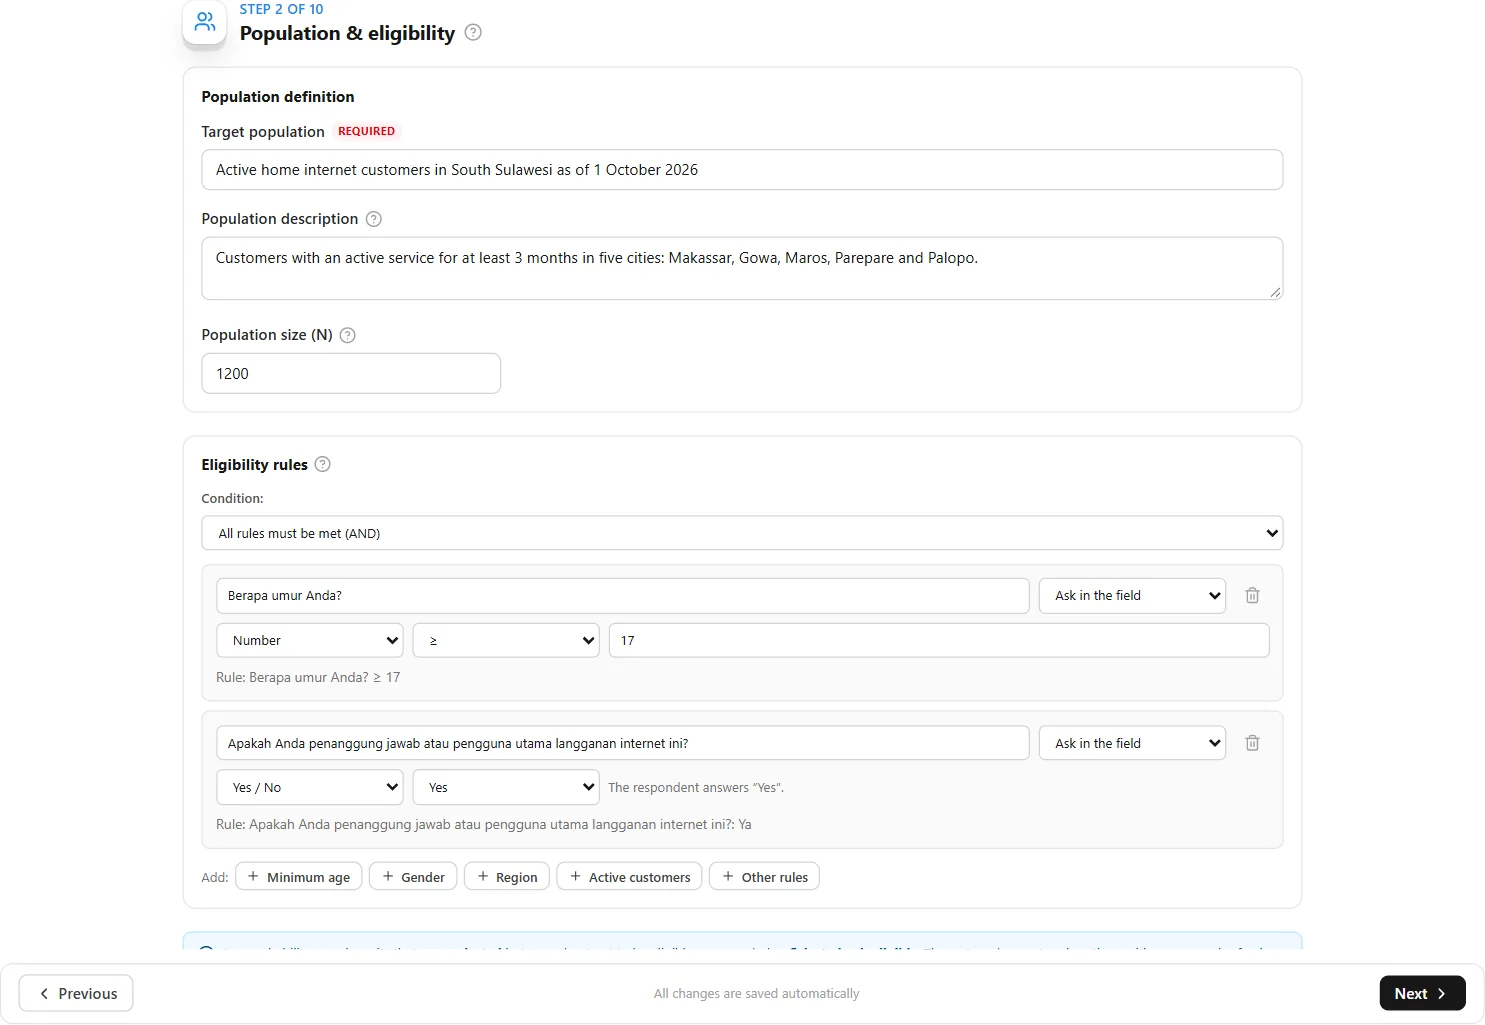 STEP 2 OF 10
Population & eligibility
Population definition
Target population REQUIRED
Active home internet customers in South Sulawesi as of 1 October 2026
Population description
Customers with an active service for at least 3 months in five cities: Makassar, Gowa, Maros, Parepare and Palopo.
Population size (N)
1200
Eligibility rules
Condition:
All rules must be met (AND)
Berapa umur Anda? Ask in the field
Number ≥ 17
Rule: Berapa umur Anda? ≥ 17
Apakah Anda penanggung jawab atau pengguna utama langganan internet ini? Ask in the field
Yes / No Yes The respondent answers “Yes”.
Rule: Apakah Anda penanggung jawab atau pengguna utama langganan internet ini?: Ya
Add: + Minimum age + Gender + Region + Active customers + Other rules
Previous All changes are saved automatically Next